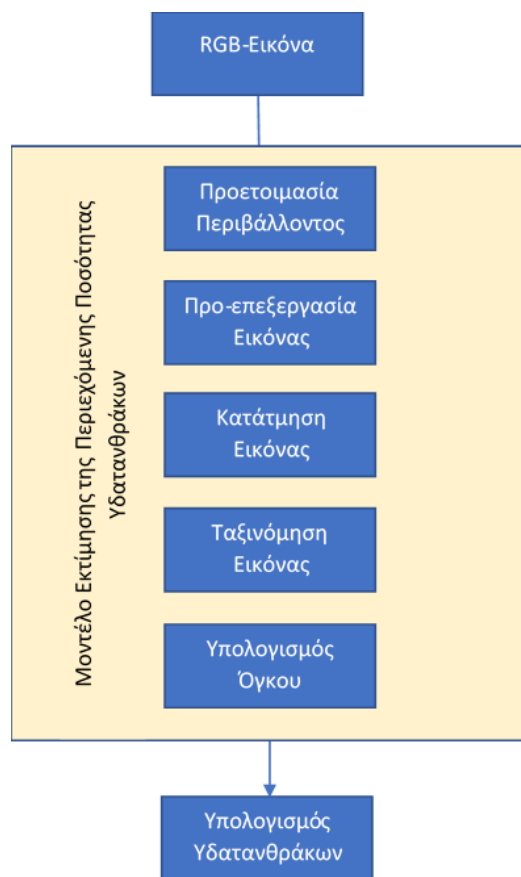 RGB-Εικόνα
Μοντέλο Εκτίμησης της Περιεχόμενης Ποσότητας
Υδατανθράκων
Προετοιμασία
Περιβάλλοντος
Προ-επεξεργασία
Εικόνας
Κατάτμηση
Εικόνας
Ταξινόμηση
Εικόνας
Υπολογισμός
Όγκου
Υπολογισμός
Υδατανθράκων